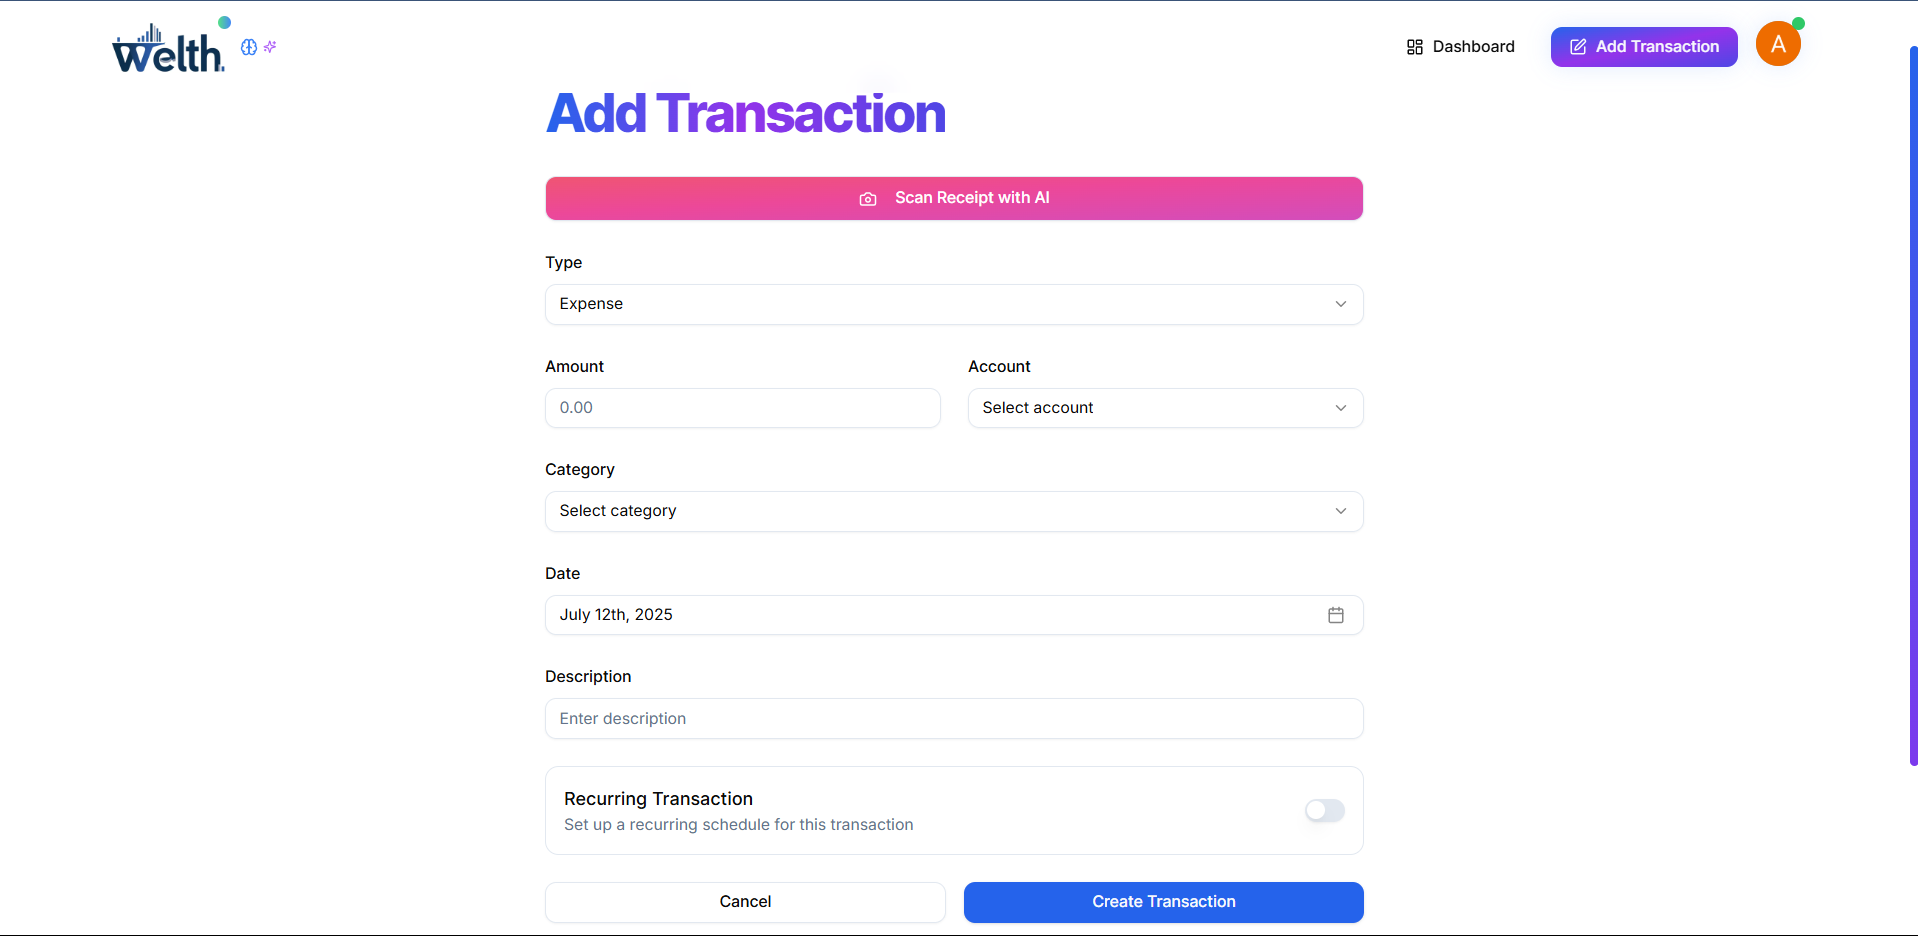 welth.
Dashboard
Add Transaction
A
Add Transaction
Scan Receipt with AI
Type
Expense
Amount
Account
0.00
Select account
Category
Select category
Date
July 12th, 2025
Description
Enter description
Recurring Transaction
Set up a recurring schedule for this transaction
Cancel
Create Transaction